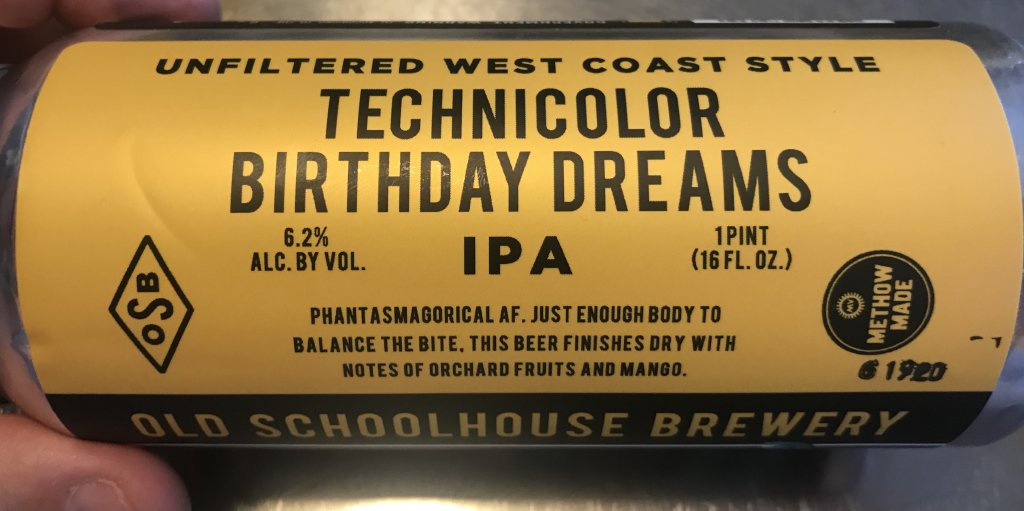 UNFILTERED WEST COAST STYLE
TECHNICOLOR
BIRTHDAY DREAMS
6.2%
ALC. BY VOL.
IPA
1 PINT
(16 FL. OZ.)
OSB
METHOW
MADE
PHANTASMAGORICAL AF. JUST ENOUGH BODY TO
BALANCE THE BITE, THIS BEER FINISHES DRY WITH
NOTES OF ORCHARD FRUITS AND MANGO.
6 1920
OLD SCHOOLHOUSE BREWERY